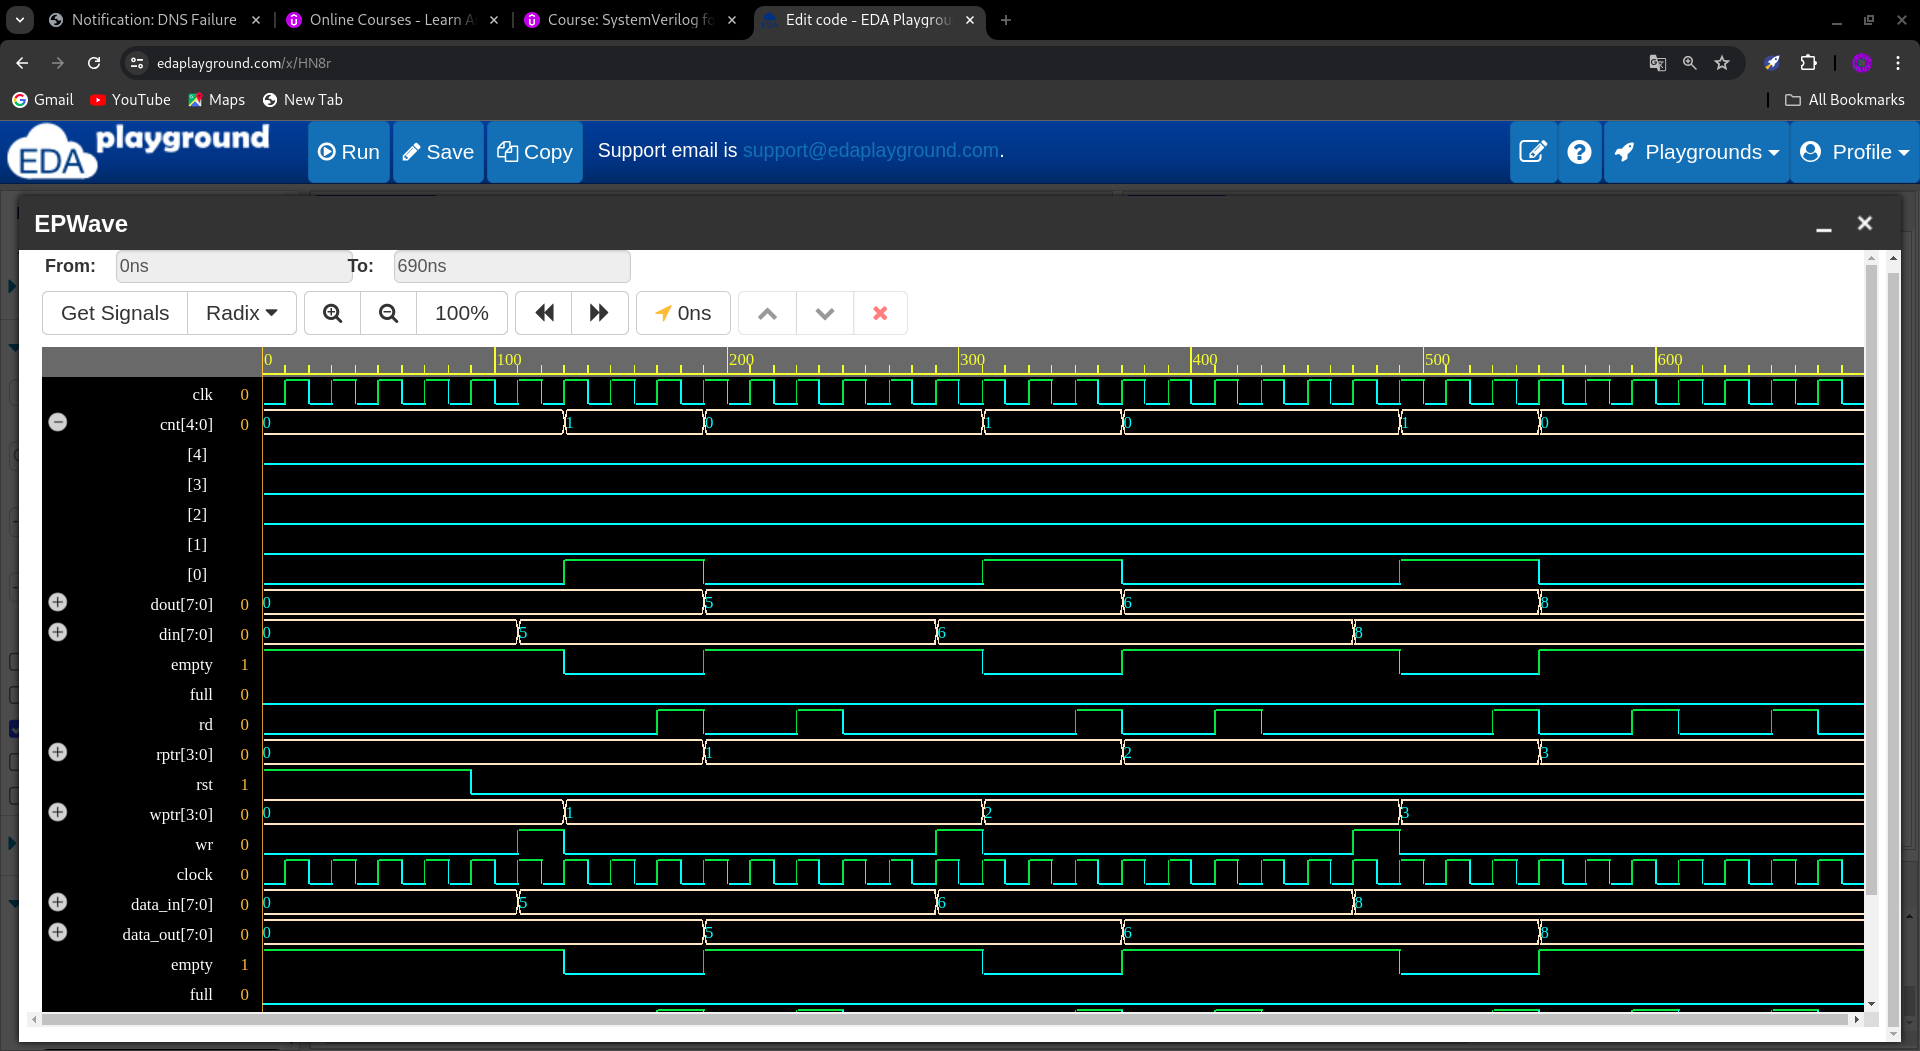 Notification: DNS Failure
Online Courses - Learn A
Course: SystemVerilog fo
Edit code - EDA Playgrou
edaplayground.com/x/HN8r
Gmail YouTube Maps New Tab All Bookmarks
EDA playground Run Save Copy Support email is support@edaplayground.com. Playgrounds Profile
EPWave
From: 0ns To: 690ns
Get Signals Radix 100% 0ns
0 100 200 300 400 500 600
clk 0
cnt[4:0] 0 0 1 0 1 0 1 0
[4]
[3]
[2]
[1]
[0]
dout[7:0] 0 0 5 6 8
din[7:0] 0 0 5 6 8
empty 1
full 0
rd 0
rptr[3:0] 0 0 1 2 3
rst 1
wptr[3:0] 0 0 1 2 3
wr 0
clock 0
data_in[7:0] 0 0 5 6 8
data_out[7:0] 0 0 5 6 8
empty 1
full 0